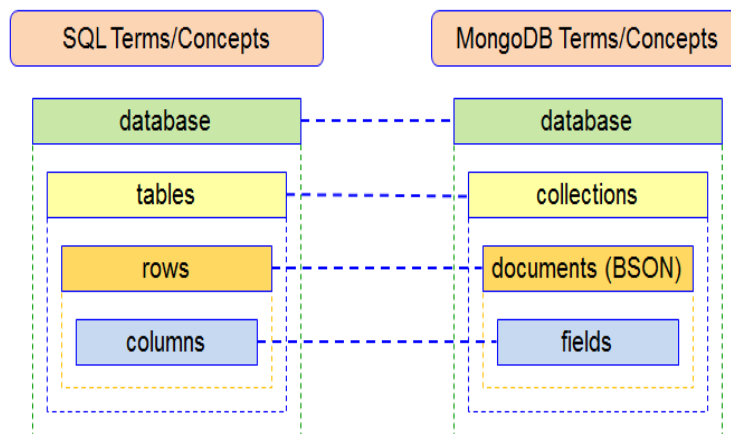 SQL Terms/Concepts
MongoDB Terms/Concepts
database
database
tables
collections
rows
documents (BSON)
columns
fields